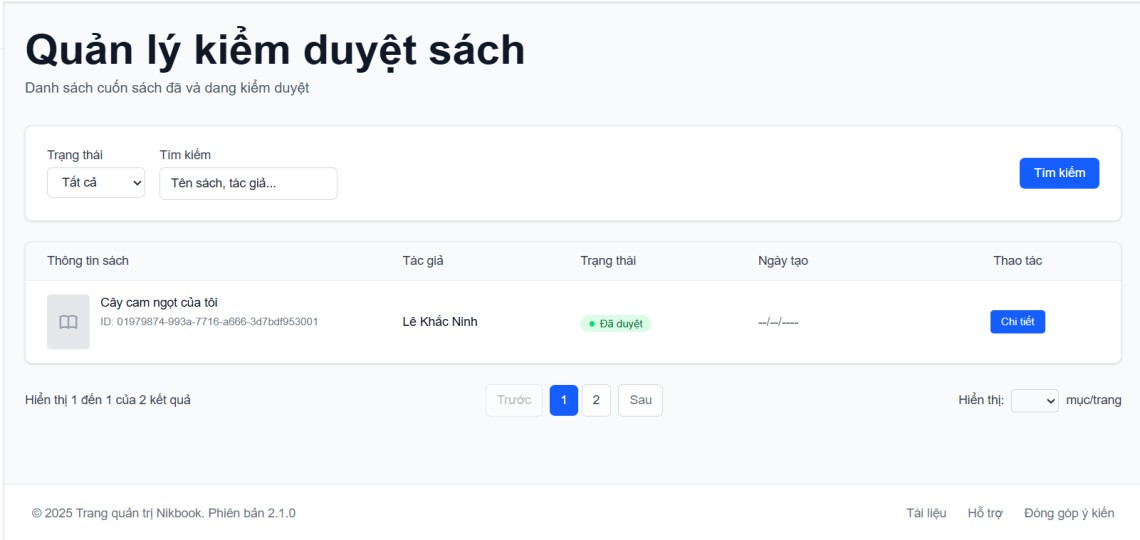 Quản lý kiểm duyệt sách
Danh sách cuốn sách đã và dang kiểm duyệt
Trạng thái
Tìm kiếm
Tất cả
Tên sách, tác giả...
Tìm kiếm
Thông tin sách
Tác giả
Trạng thái
Ngày tạo
Thao tác
Cây cam ngọt của tôi
ID: 01979874-993a-7716-a666-3d7bdf953001
Lê Khắc Ninh
Đã duyệt
--/--/----
Chi tiết
Hiển thị 1 đến 1 của 2 kết quả
Trước
1
2
Sau
Hiển thị:
mục/trang
© 2025 Trang quản trị Nikbook. Phiên bản 2.1.0
Tài liệu
Hỗ trợ
Đóng góp ý kiến